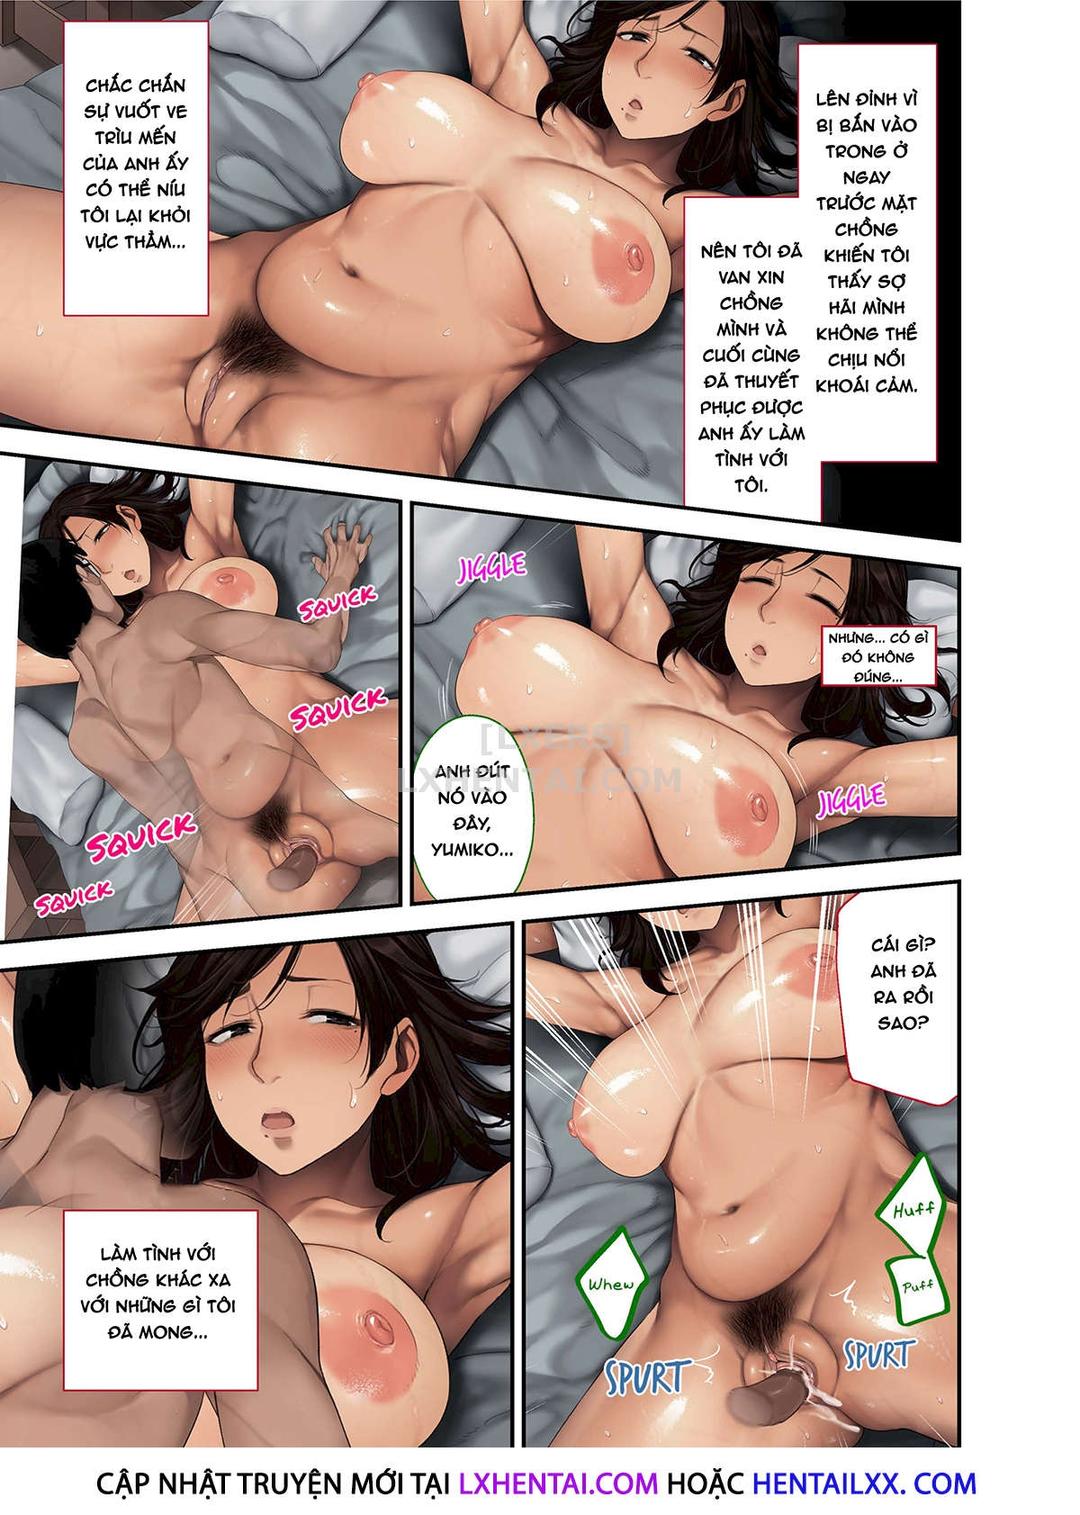 LÊN ĐỈNH VÌ
BỊ BẮN VÀO
TRONG Ở
NGAY
TRƯỚC MẶT
CHỒNG
KHIẾN TÔI
THẤY SỢ
HÃI MÌNH
KHÔNG THỂ
CHỊU NỔI
KHOÁI CẢM.
NÊN TÔI ĐÃ
VAN XIN
CHỒNG
MÌNH VÀ
CUỐI CÙNG
ĐÃ THUYẾT
PHỤC ĐƯỢC
ANH ẤY LÀM
TÌNH VỚI
TÔI.
CHẮC CHẮN
SỰ VUỐT VE
TRÌU MẾN
CỦA ANH ẤY
CÓ THỂ NÍU
TÔI LẠI KHỎI
VỰC THẲM...
JIGGLE
NHƯNG... CÓ GÌ
ĐÓ KHÔNG
ĐÚNG...
JIGGLE
ANH ĐÚT
NÓ VÀO
ĐÂY,
YUMIKO...
[LXERS]
LXHENTAI.COM
SQUICK
SQUICK
SQUICK
SQUICK
CÁI GÌ?
ANH ĐÃ
RA RỒI
SAO?
Huff
Puff
Whew
SPURT
SPURT
LÀM TÌNH VỚI
CHỒNG KHÁC XA
VỚI NHỮNG GÌ TÔI
ĐÃ MONG...
CẬP NHẬT TRUYỆN MỚI TẠI LXHENTAI.COM HOẶC HENTAILXX. COM